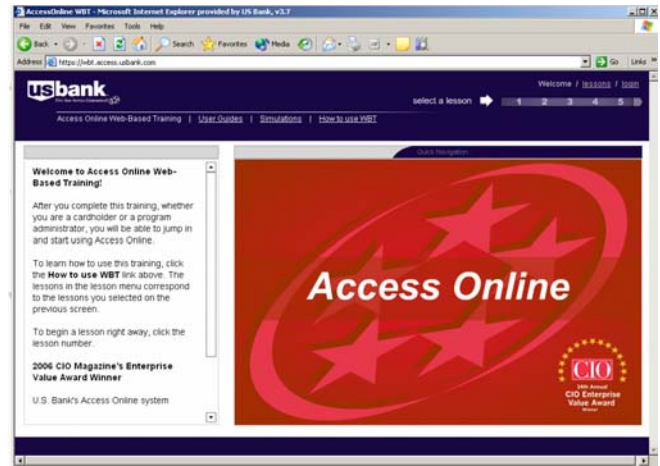 AccessOnline WBT - Microsoft Internet Explorer provided by US Bank, v3.7
File Edit View Favorites Tools Help
Back Search Favorites Media
Address https://wbt.access.usbank.com Go Links »
usbank
Welcome / lessons / login
select a lesson 1 2 3 4 5
Access Online Web-Based Training | User Guides | Simulations | How to use WBT
Quick Navigation
Welcome to Access Online Web-
Based Training!
After you complete this training, whether
you are a cardholder or a program
administrator, you will be able to jump in
and start using Access Online.
To learn how to use this training, click
the How to use WBT link above. The
lessons in the lesson menu correspond
to the lessons you selected on the
previous screen.
To begin a lesson right away, click the
lesson number.
2006 CIO Magazine's Enterprise
Value Award Winner
U.S. Bank's Access Online system
Access Online
CIO
Annual
CIO Enterprise
Value Award
Winner